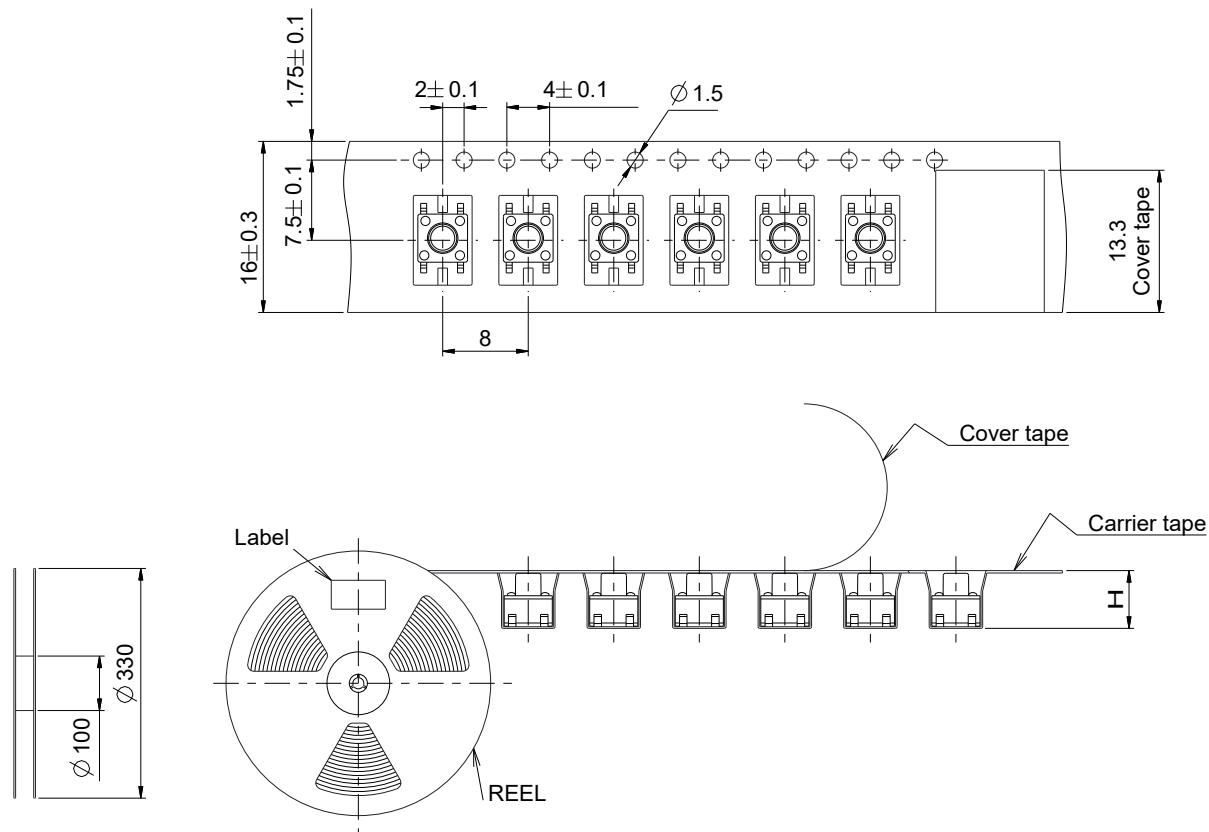 1.75± 0.1
2± 0.1
4± 0.1
∅ 1.5
16±0.3
7.5± 0.1
13.3
Cover tape
8
Cover tape
Label
Carrier tape
H
∅ 330
∅ 100
REEL